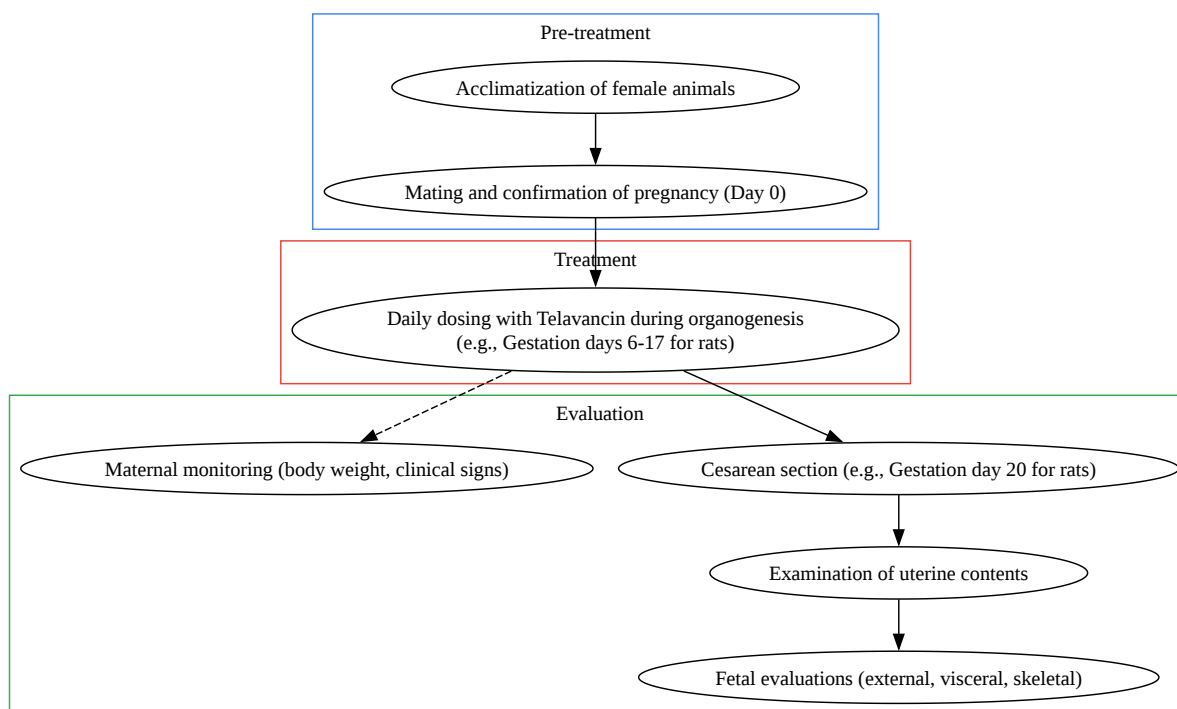 Pre-treatment
Acclimatization of female animals
Mating and confirmation of pregnancy (Day 0)
Treatment
Daily dosing with Telavancin during organogenesis
(e.g., Gestation days 6-17 for rats)
Evaluation
Maternal monitoring (body weight, clinical signs)
Cesarean section (e.g., Gestation day 20 for rats)
Examination of uterine contents
Fetal evaluations (external, visceral, skeletal)